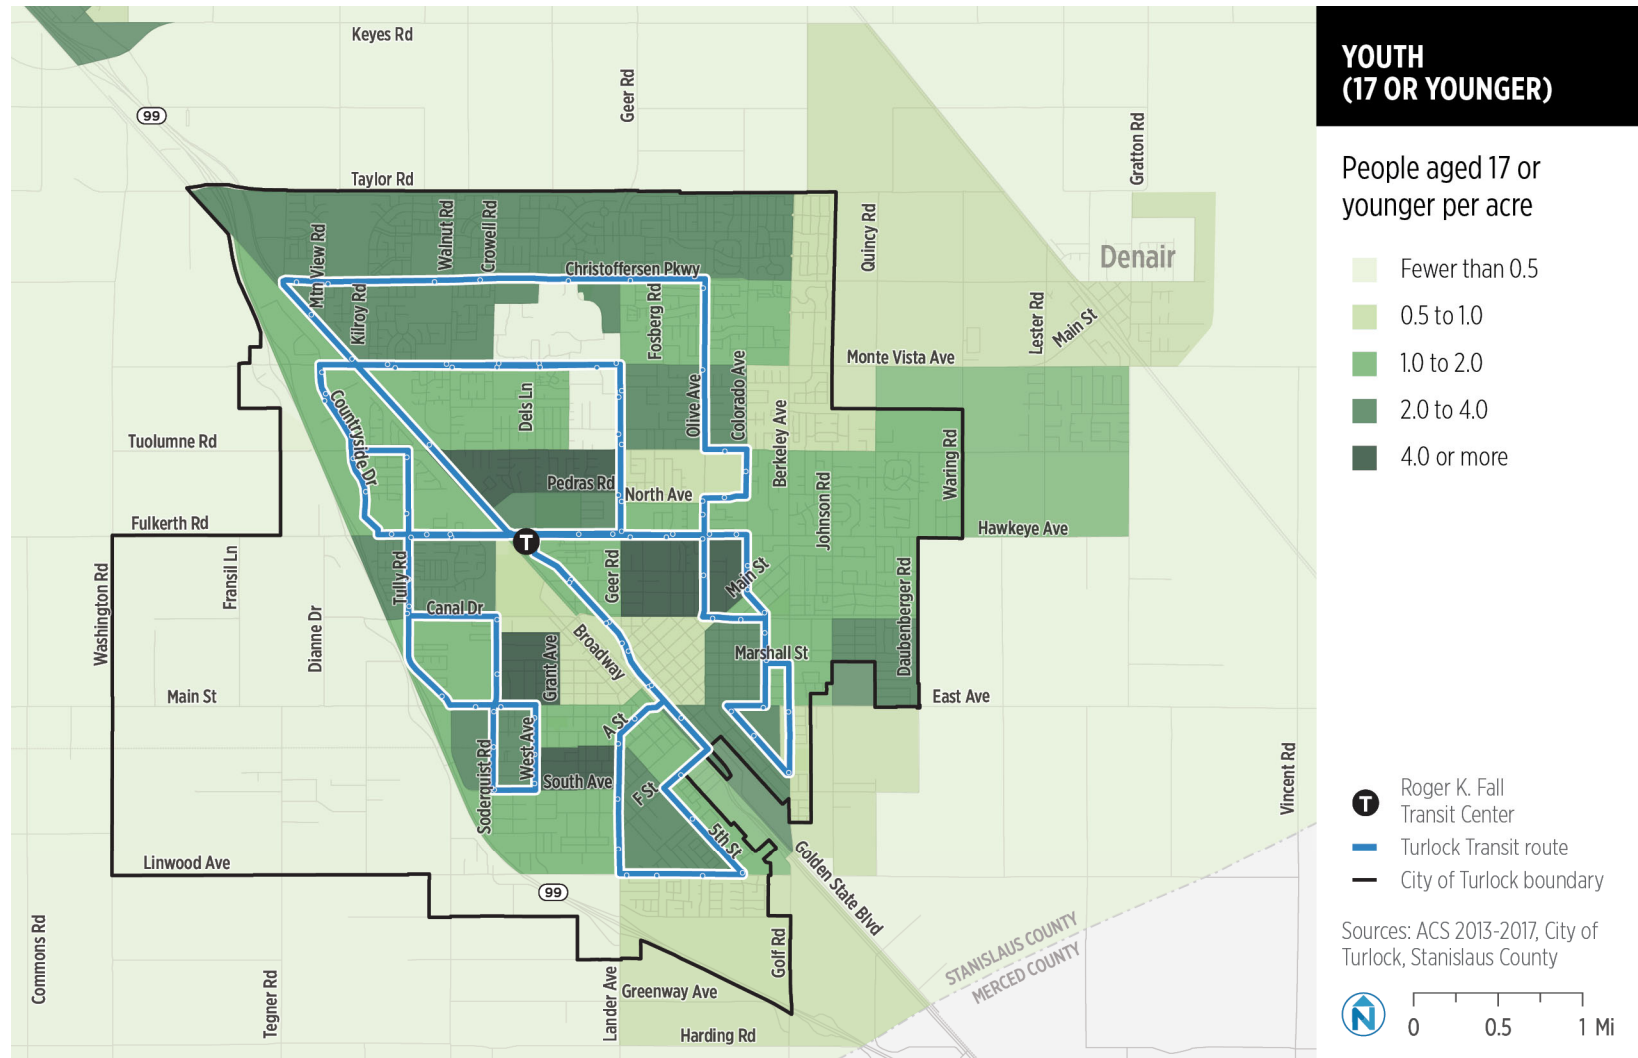 YOUTH
(17 OR YOUNGER)
People aged 17 or
younger per acre
Fewer than 0.5
0.5 to 1.0
1.0 to 2.0
2.0 to 4.0
4.0 or more
T
Roger K. Fall
Transit Center
Turlock Transit route
City of Turlock boundary
Sources: ACS 2013-2017, City of
Turlock, Stanislaus County
N
0
0.5
1 Mi
Keyes Rd
Geer Rd
99
Gratton Rd
Taylor Rd
Walnut Rd
Crowell Rd
Quincy Rd
Mtn View Rd
Denair
Christoffersen Pkwy
Kilroy Rd
Fosberg Rd
Lester Rd
Main St
Monte Vista Ave
Colorado Ave
Olive Ave
Dels Ln
Countryside Dr
Berkeley Ave
Tuolumne Rd
Waring Rd
Pedras Rd
North Ave
Johnson Rd
Fulkerth Rd
Hawkeye Ave
T
Fransil Ln
Tully Rd
Geer Rd
Main St
Washington Rd
Canal Dr
Daubenberger Rd
Dianne Dr
Broadway
Marshall St
Grant Ave
Main St
East Ave
A St
West Ave
Soderquist Rd
South Ave
F St
Vincent Rd
5th St
Linwood Ave
Golden State Blvd
99
Commons Rd
Golf Rd
STANISLAUS COUNTY
MERCED COUNTY
Tegner Rd
Lander Ave
Greenway Ave
Harding Rd